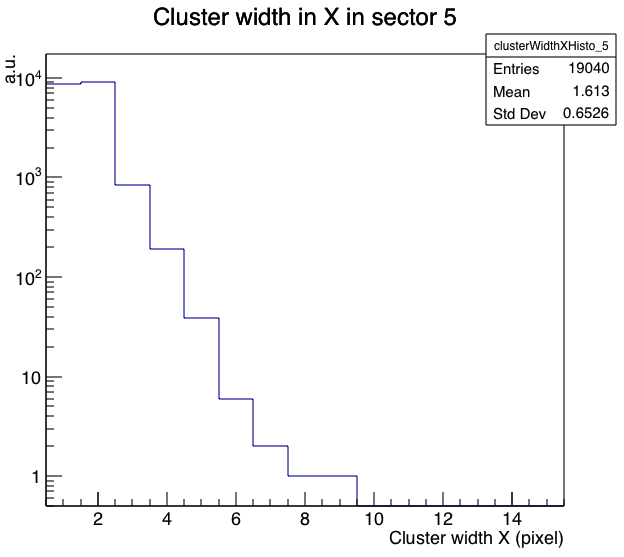 Cluster width in X in sector 5
clusterWidthXHisto_5
Entries 19040
Mean 1.613
Std Dev 0.6526
a.u.
10⁴
10³
10²
10
1
2 4 6 8 10 12 14
Cluster width X (pixel)